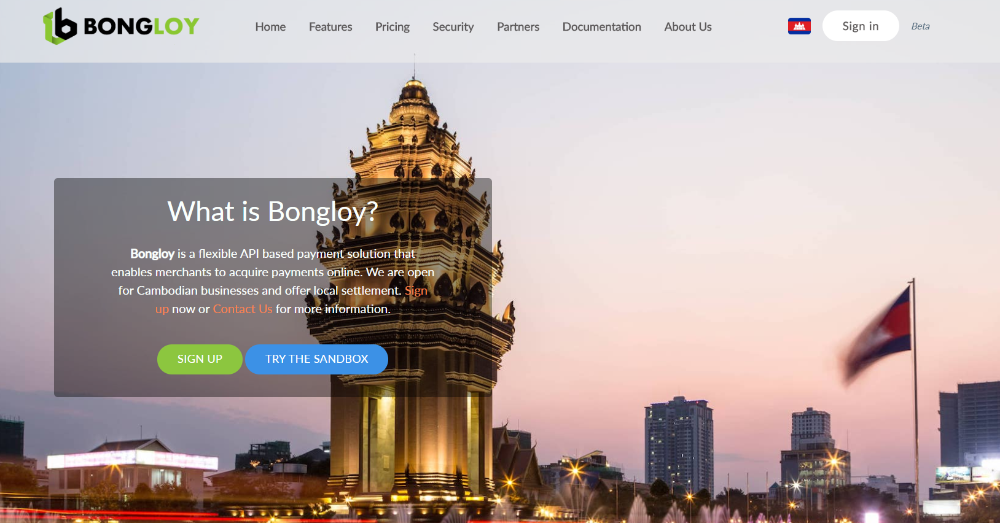 BONGLOY
Home
Features
Pricing
Security
Partners
Documentation
About Us
Sign in
Beta
What is Bongloy?
Bongloy is a flexible API based payment solution that
enables merchants to acquire payments online. We are open
for Cambodian businesses and offer local settlement. Sign
up now or Contact Us for more information.
SIGN UP
TRY THE SANDBOX